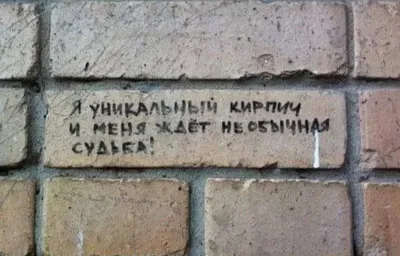 Я УНИКАЛЬНЫЙ КИРПИЧ
И МЕНЯ ЖДЁТ НЕОБЫЧНАЯ
СУДЬБА!